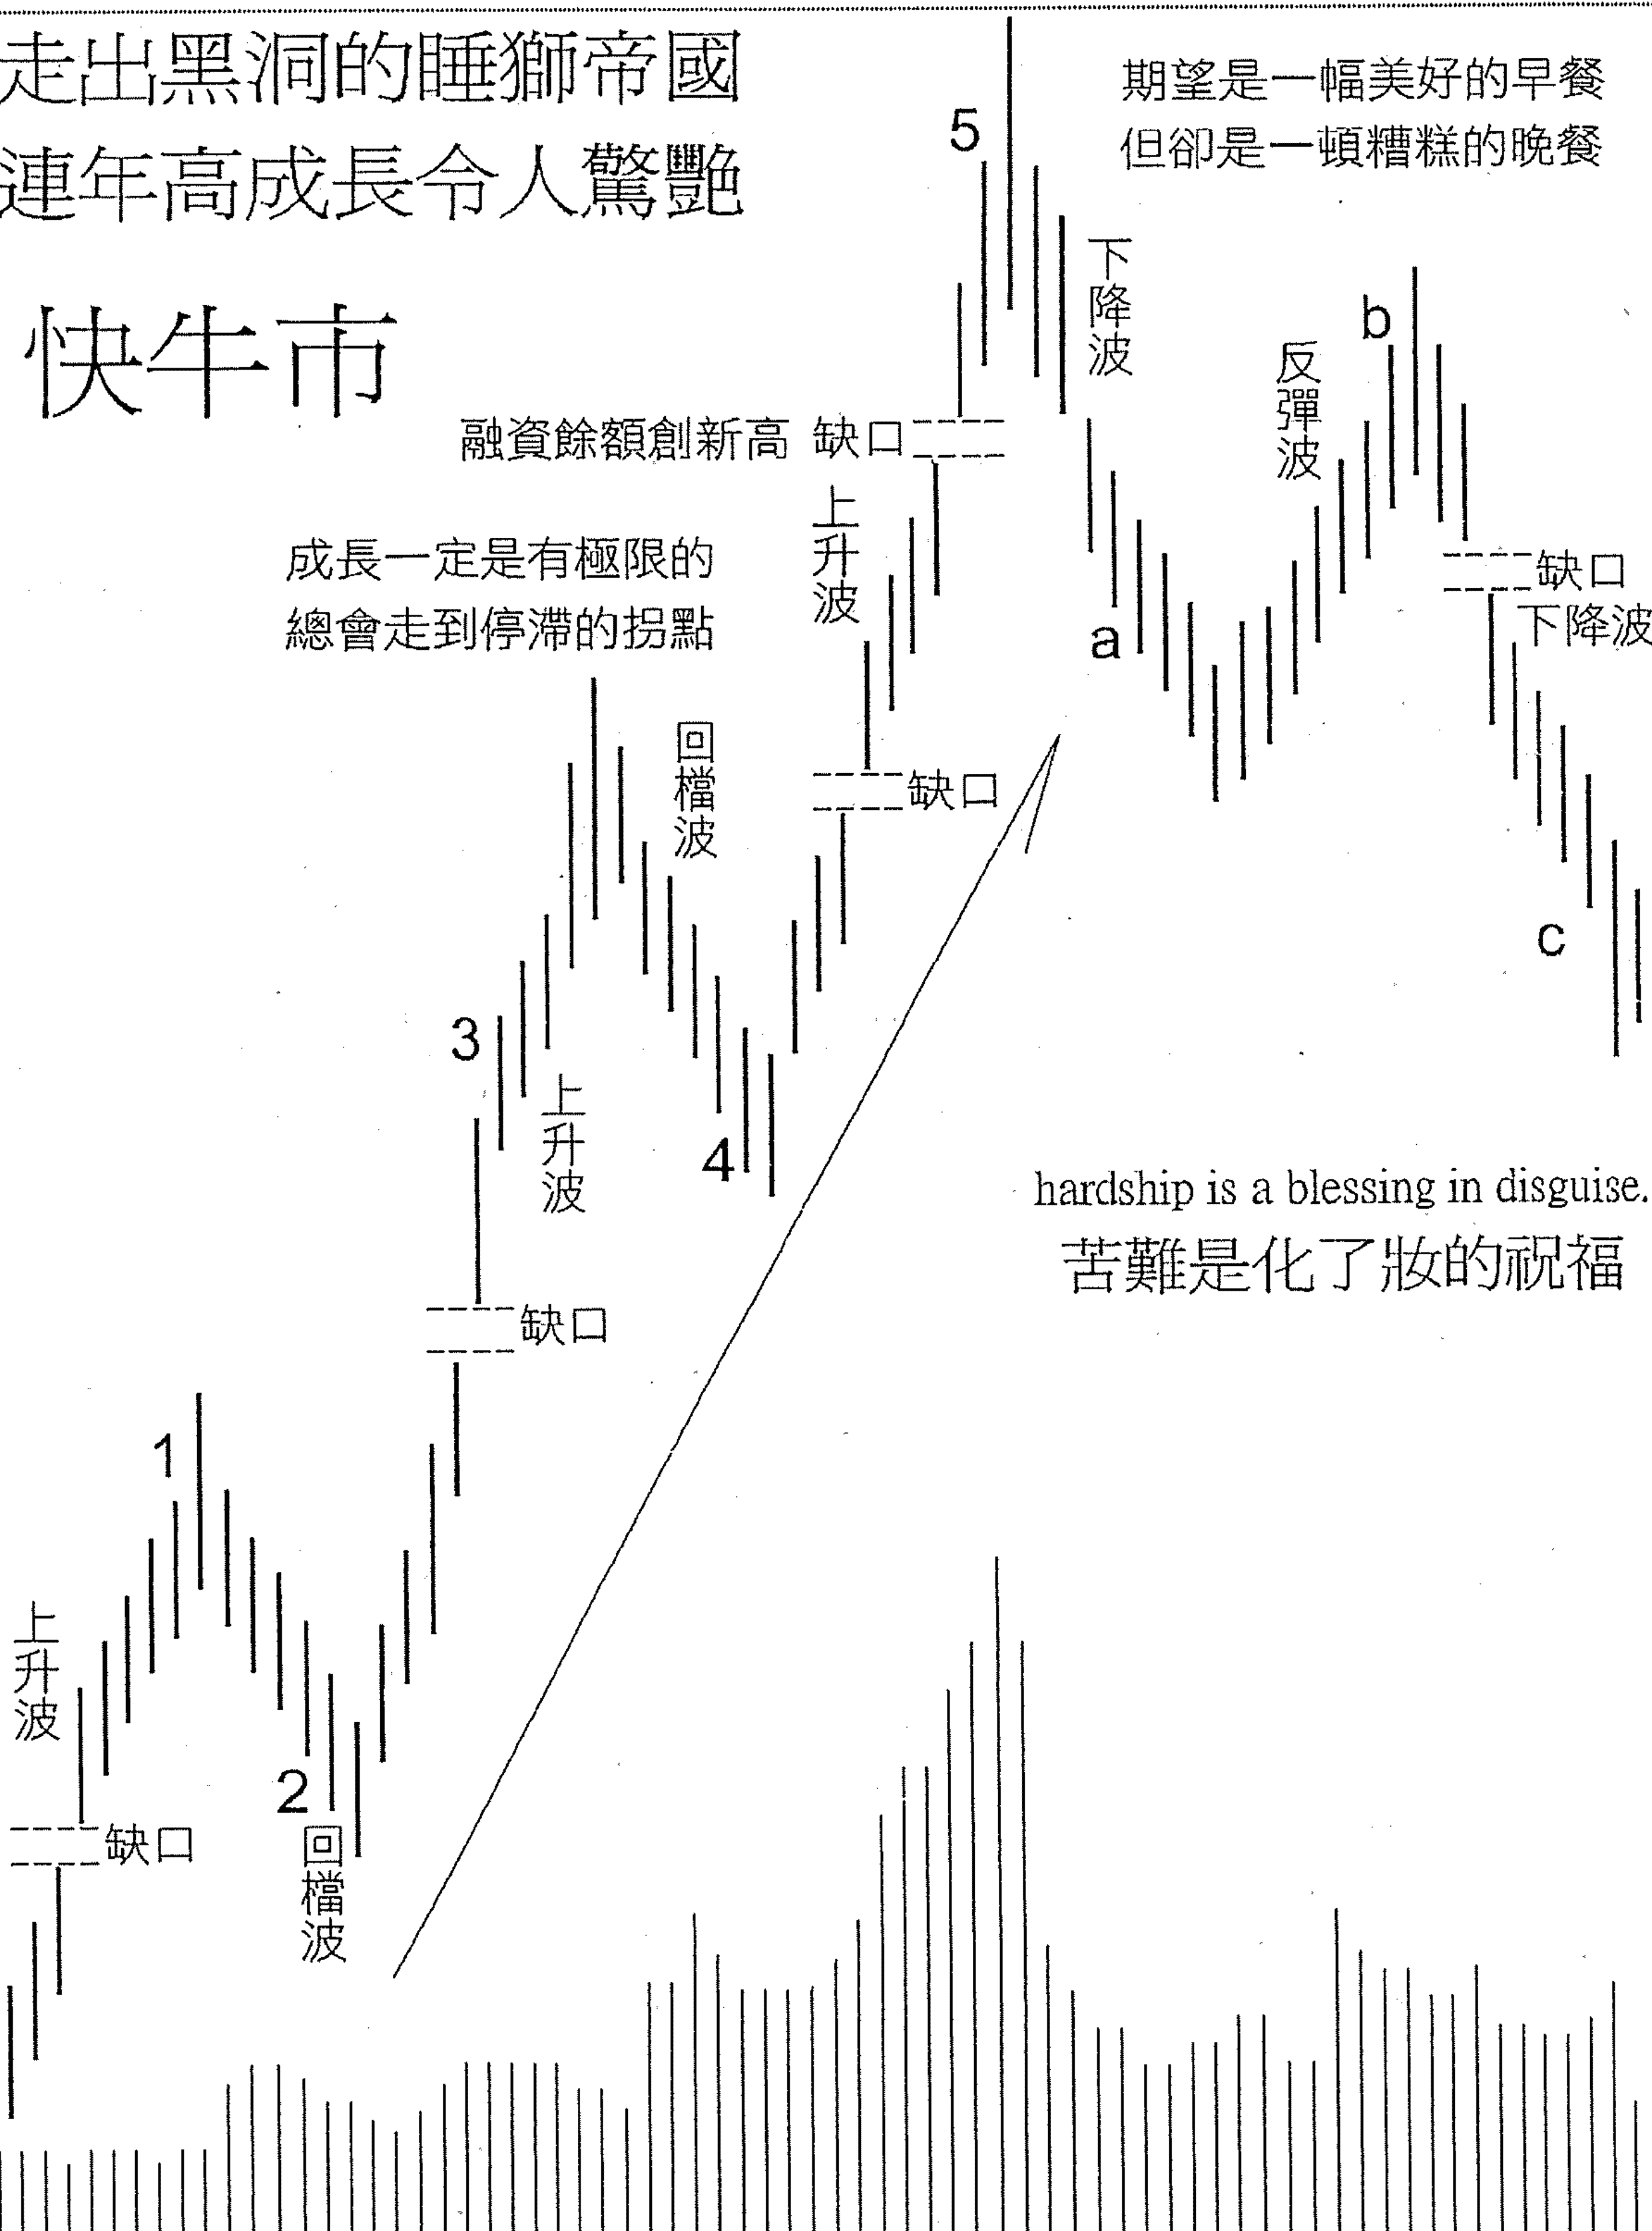 走出黑洞的睡獅帝國
連年高成長令人驚艷
快牛市
期望是一幅美好的早餐
但卻是一頓糟糕的晚餐
5
下降波
b
反彈波
融資餘額創新高 缺口
上升波
成長一定是有極限的
總會走到停滯的拐點
缺口
下降波
a
回檔波
缺口
c
3
上升波
4
hardship is a blessing in disguise.
苦難是化了妝的祝福
缺口
1
上升波
2
缺口
回檔波